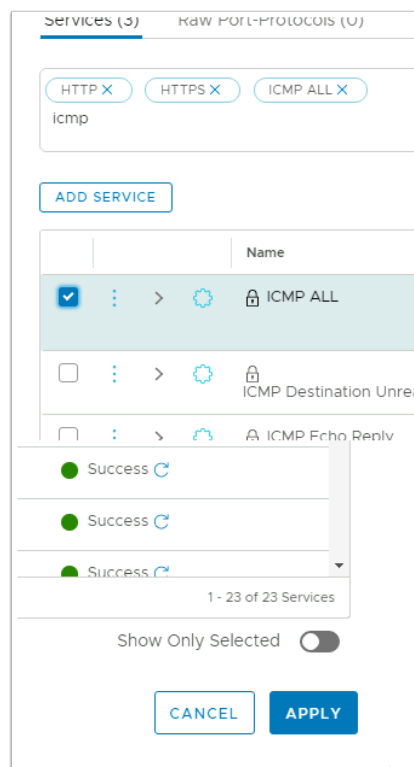 Services (3) Raw Port-Protocols (0)
HTTP HTTPS ICMP ALL
icmp
ADD SERVICE
Name
ICMP ALL
ICMP Destination Unrea
ICMP Echo Reply
Success
Success
Success
1 - 23 of 23 Services
Show Only Selected
CANCEL APPLY